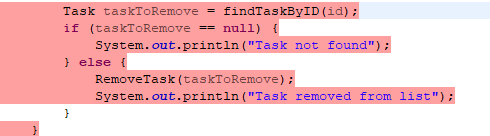 Task taskToRemove = findTaskByID(id);
if (taskToRemove == null) {
System.out.println("Task not found");
} else {
RemoveTask(taskToRemove);
System.out.println("Task removed from list");
}
}